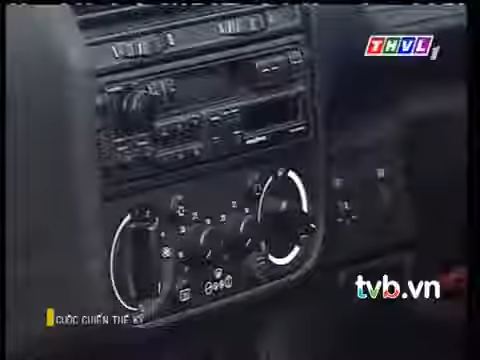 THVL1
tvb.vn
CUỘC CHIẾN THẾ KỶ